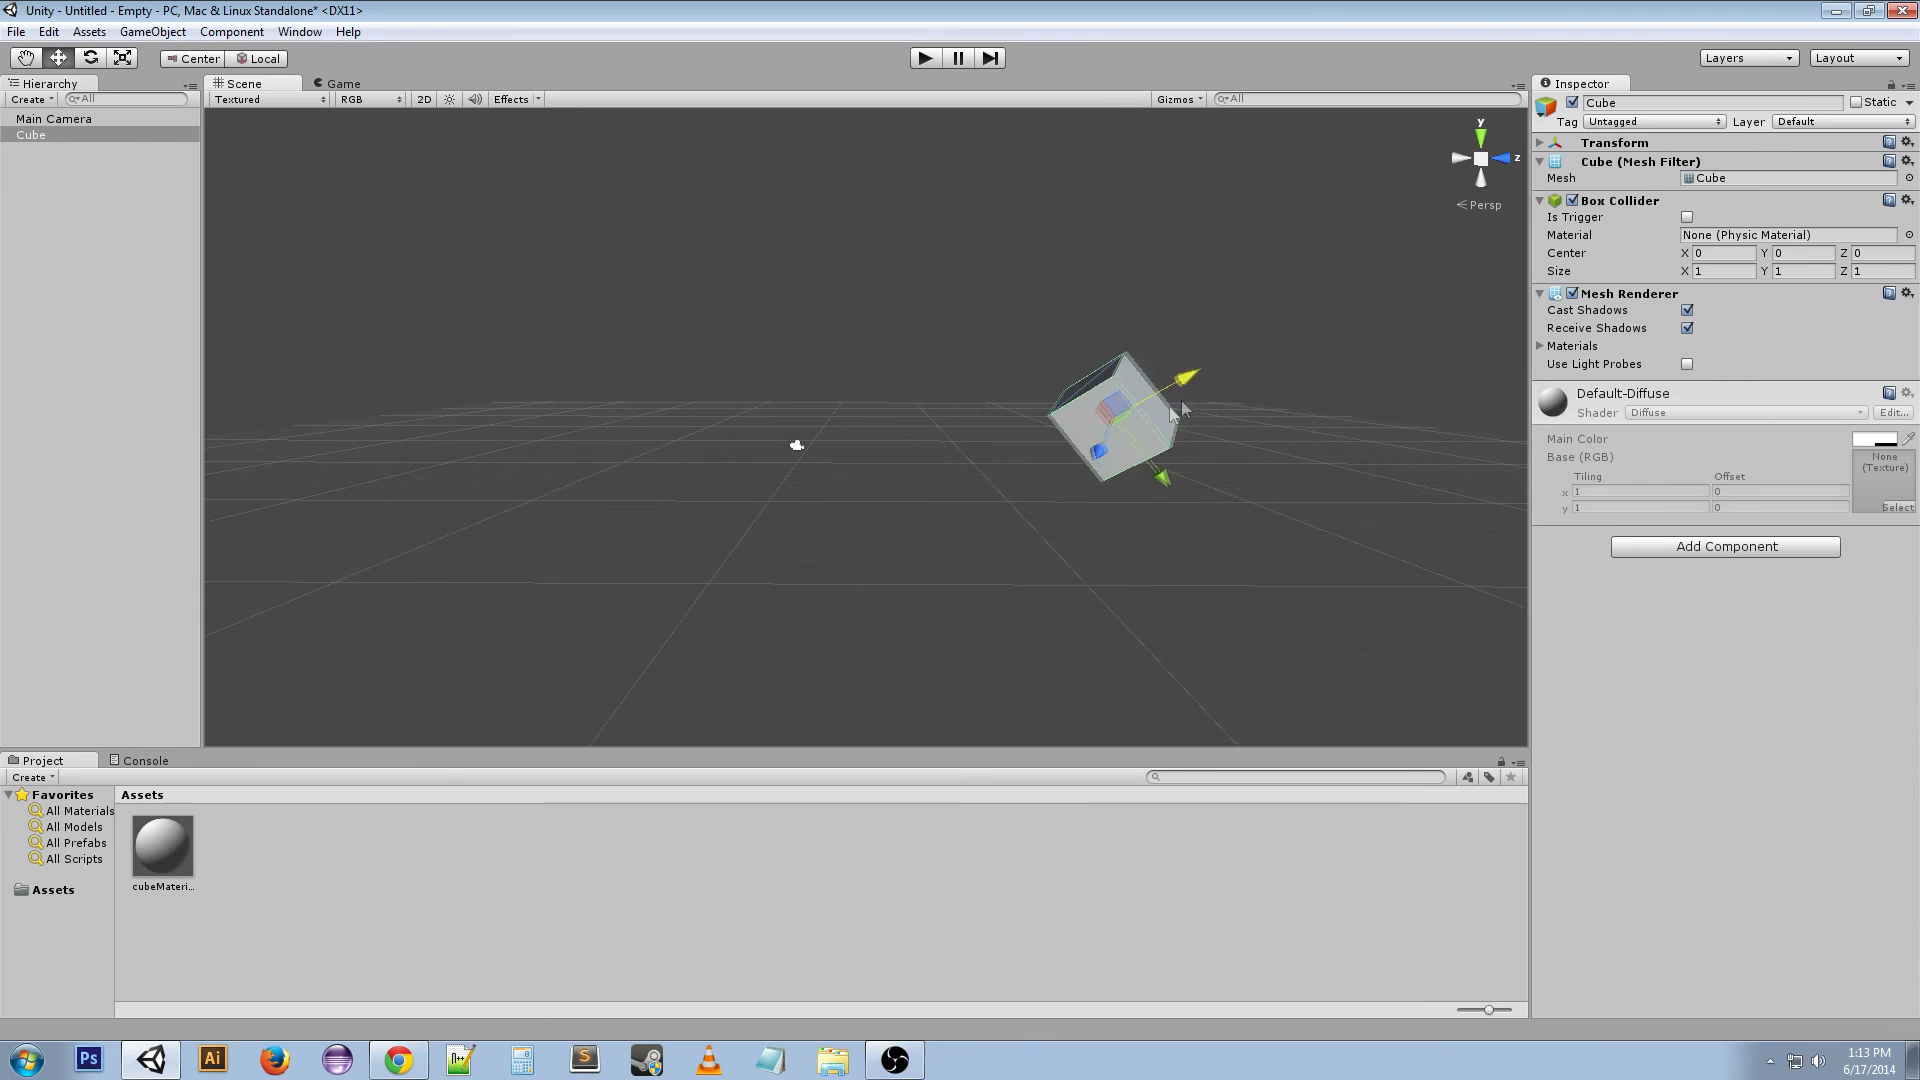 Unity - Untitled - Empty - PC, Mac & Linux Standalone* <DX11>
File Edit Assets GameObject Component Window Help
Center Local Layers Layout
Hierarchy
Create All
Main Camera
Cube
Scene Game
Textured RGB 2D Effects Gizmos All
y
z
Persp
Inspector
Cube Static
Tag Untagged Layer Default
Transform
Cube (Mesh Filter)
Mesh Cube
Box Collider
Is Trigger
Material None (Physic Material)
Center X 0 Y 0 Z 0
Size X 1 Y 1 Z 1
Mesh Renderer
Cast Shadows
Receive Shadows
Materials
Use Light Probes
Default-Diffuse
Shader Diffuse Edit...
Main Color
Base (RGB)
None
(Texture)
Tiling Offset
x 1 0
y 1 0
Select
Add Component
Project Console
Create
Favorites
All Materials
All Models
All Prefabs
All Scripts
Assets
Assets
cubeMateri...
Ps
Ai
S
1:13 PM
6/17/2014